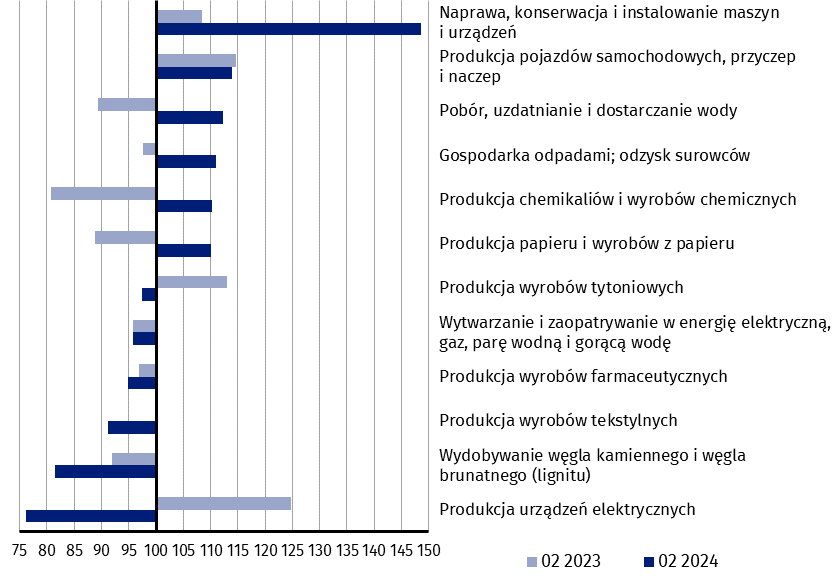 Naprawa, konserwacja i instalowanie maszyn
i urządzeń
Produkcja pojazdów samochodowych, przyczep
i naczep
Pobór, uzdatnianie i dostarczanie wody
Gospodarka odpadami; odzysk surowców
Produkcja chemikaliów i wyrobów chemicznych
Produkcja papieru i wyrobów z papieru
Produkcja wyrobów tytoniowych
Wytwarzanie i zaopatrywanie w energię elektryczną,
gaz, parę wodną i gorącą wodę
Produkcja wyrobów farmaceutycznych
Produkcja wyrobów tekstylnych
Wydobywanie węgla kamiennego i węgla
brunatnego (lignitu)
Produkcja urządzeń elektrycznych
75 80 85 90 95 100 105 110 115 120 125 130 135 140 145 150
02 2023 02 2024